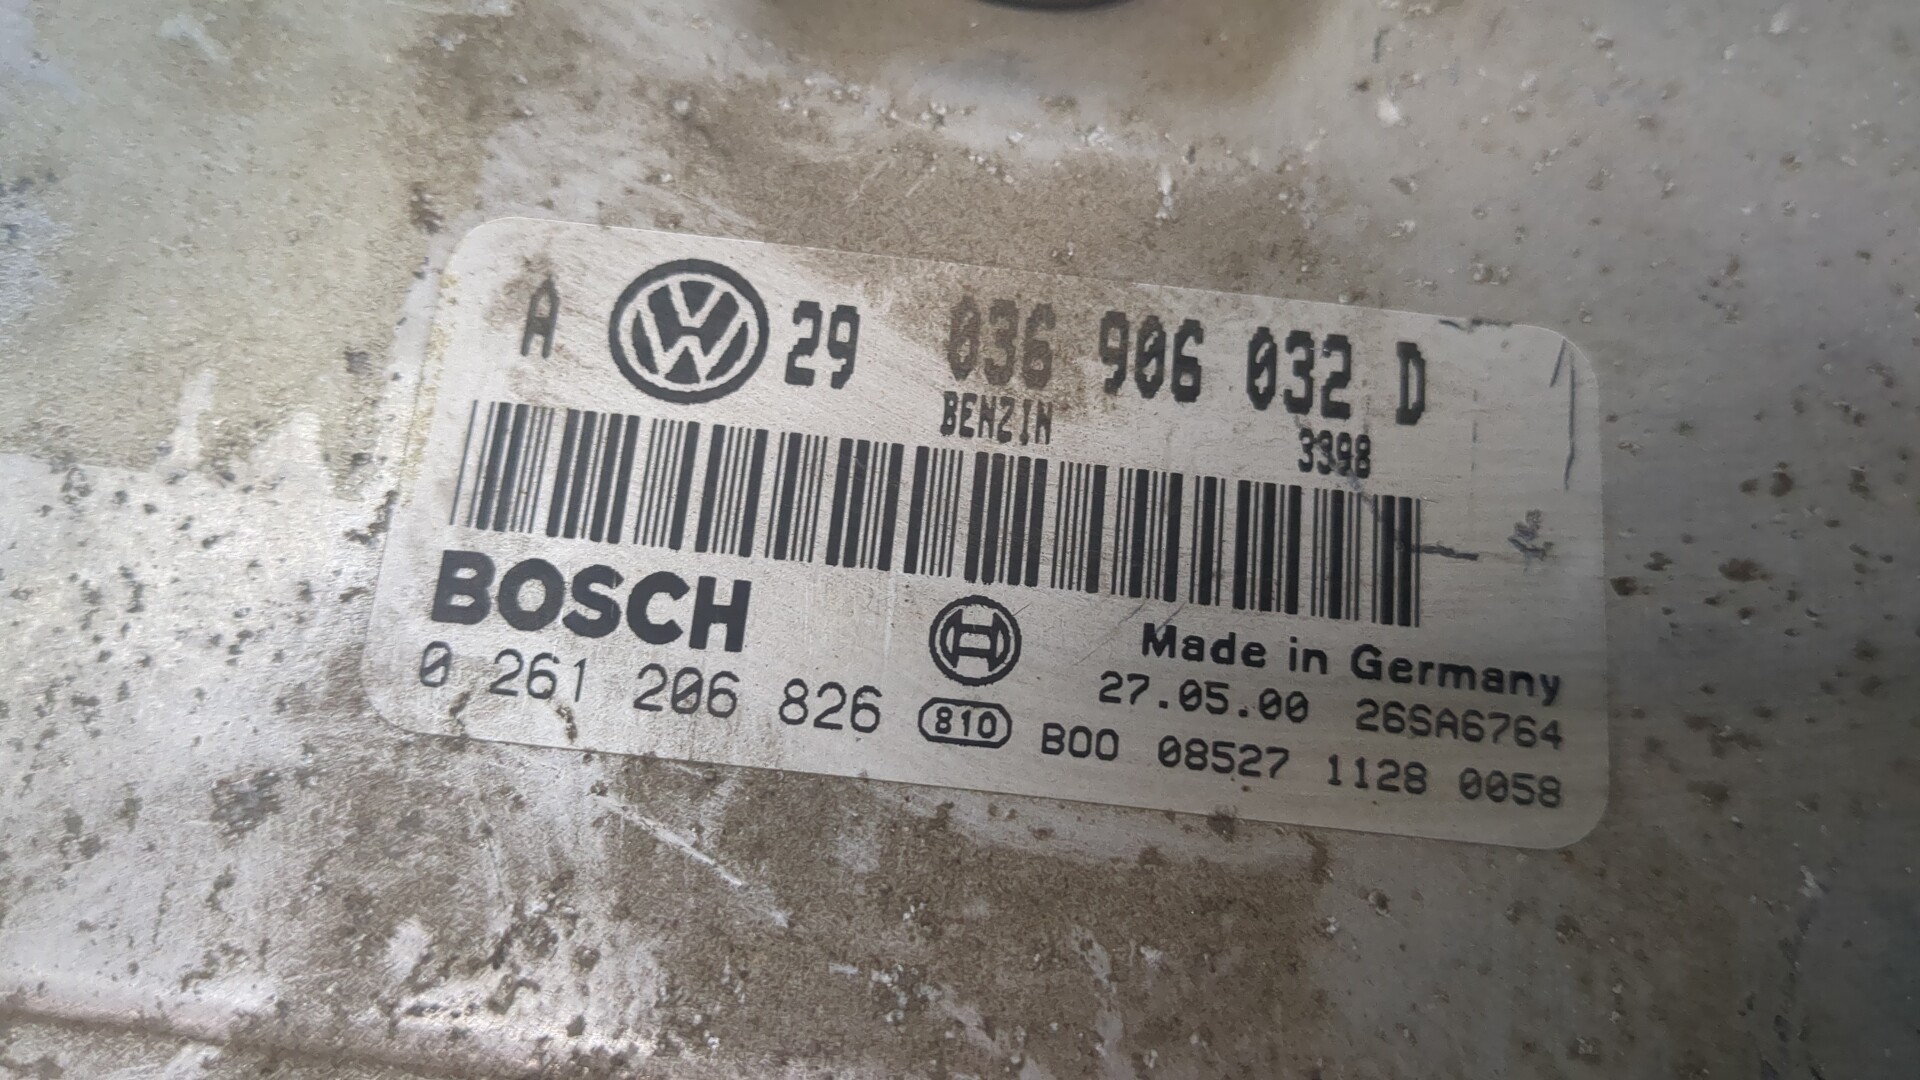 A VW 29 036 906 032 D
BENZIN 3398
BOSCH
Made in Germany
0 261 206 826
27.05.00 26SA6764
810 B00 08527 1128 0058